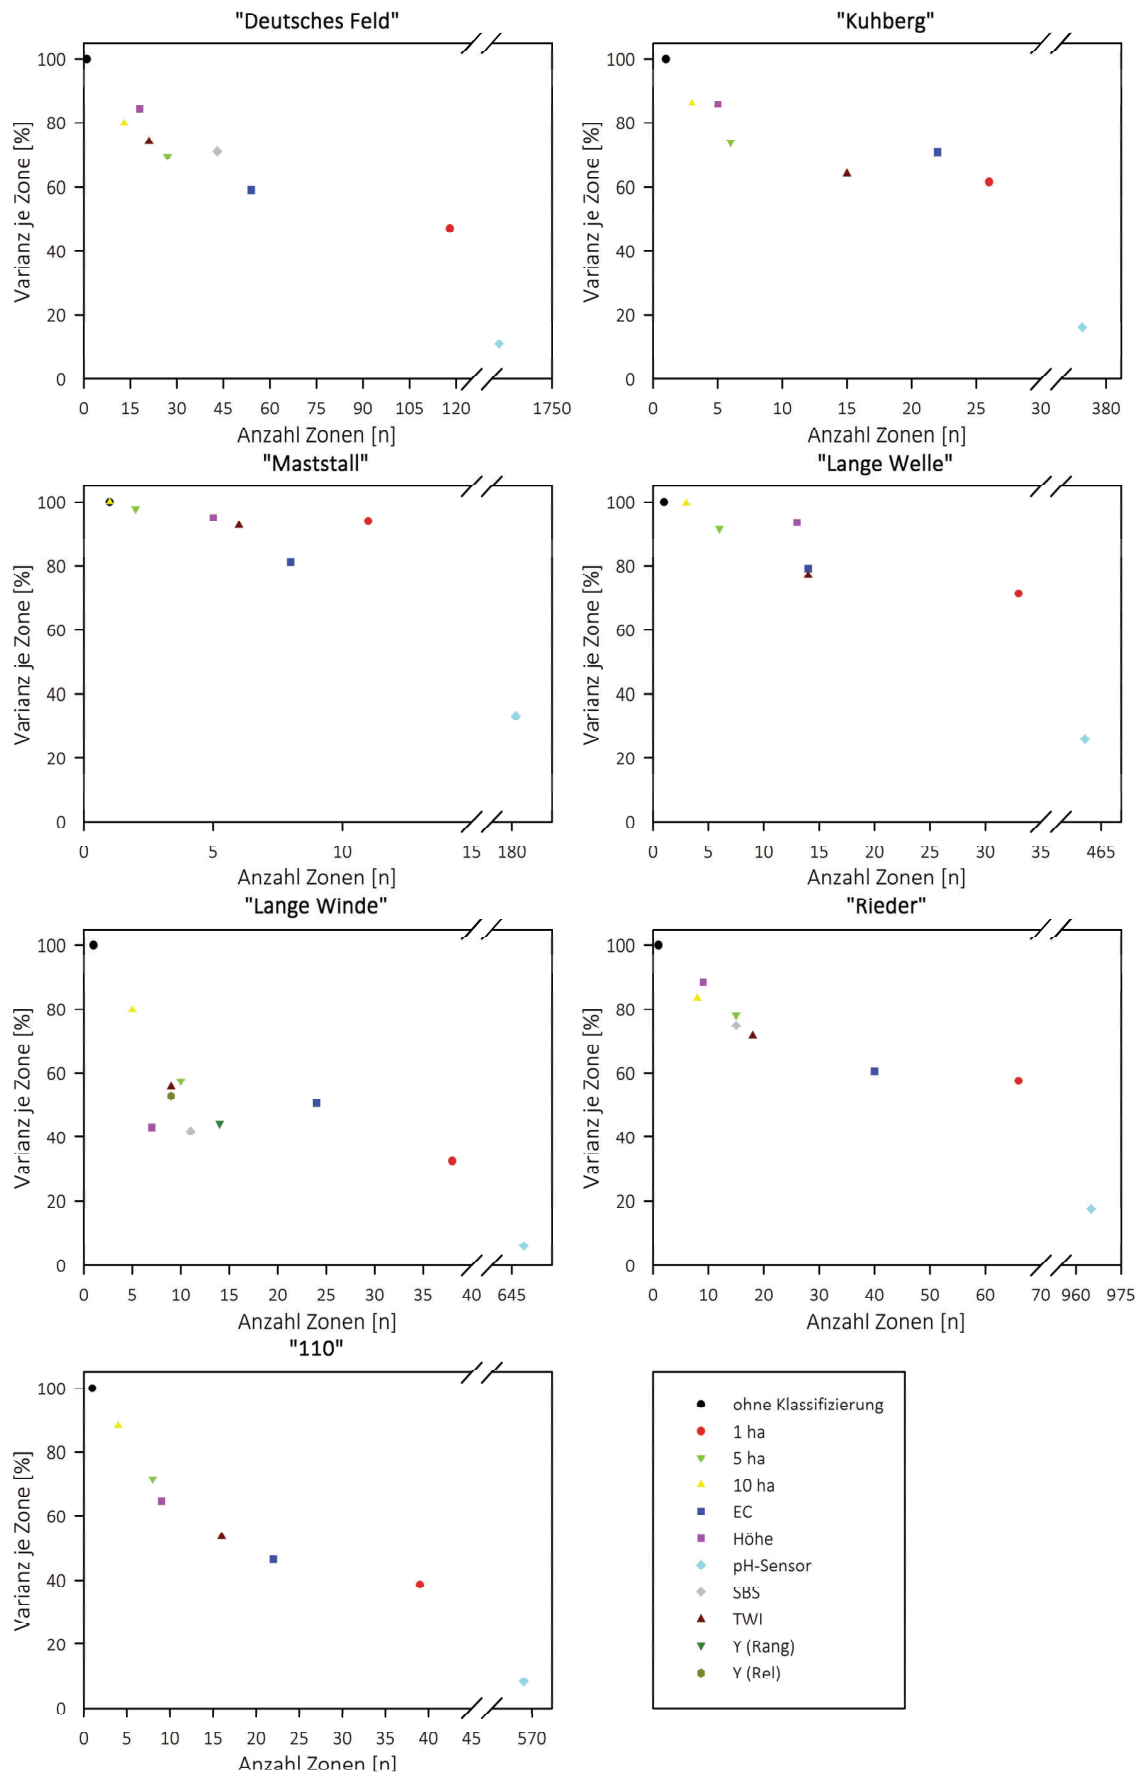 "Deutsches Feld"
Varianz je Zone [%]
100
80
60
40
20
0
0 15 30 45 60 75 90 105 120 1750
Anzahl Zonen [n]
"Kuhberg"
Varianz je Zone [%]
100
80
60
40
20
0
0 5 10 15 20 25 30 380
Anzahl Zonen [n]
"Maststall"
Varianz je Zone [%]
100
80
60
40
20
0
0 5 10 15 180
Anzahl Zonen [n]
"Lange Welle"
Varianz je Zone [%]
100
80
60
40
20
0
0 5 10 15 20 25 30 35 465
Anzahl Zonen [n]
"Lange Winde"
Varianz je Zone [%]
100
80
60
40
20
0
0 5 10 15 20 25 30 35 40 645
Anzahl Zonen [n]
"Rieder"
Varianz je Zone [%]
100
80
60
40
20
0
0 10 20 30 40 50 60 70 960 975
Anzahl Zonen [n]
"110"
Varianz je Zone [%]
100
80
60
40
20
0
0 5 10 15 20 25 30 35 40 45 570
Anzahl Zonen [n]
ohne Klassifizierung
1 ha
5 ha
10 ha
EC
Höhe
pH-Sensor
SBS
TWI
Y (Rang)
Y (Rel)